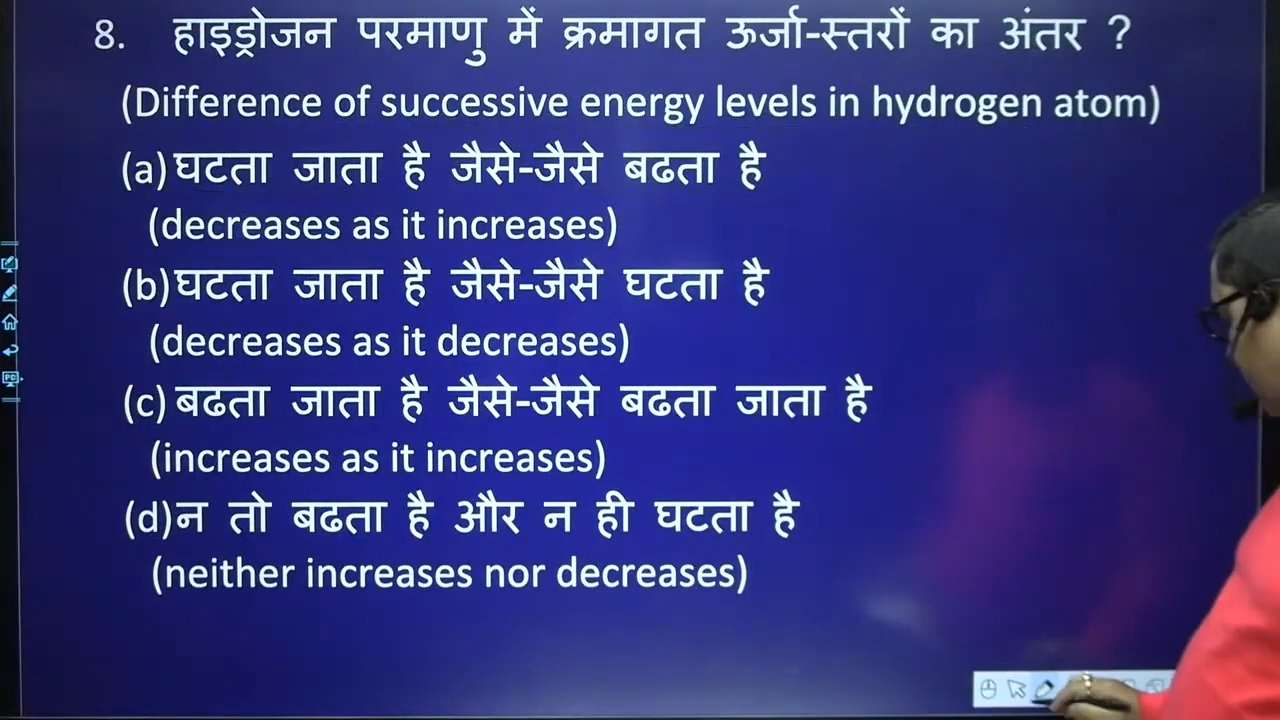 8. हाइड्रोजन परमाणु में क्रमागत ऊर्जा-स्तरों का अंतर ?
(Difference of successive energy levels in hydrogen atom)
(a) घटता जाता है जैसे-जैसे बढता है
(decreases as it increases)
(b) घटता जाता है जैसे-जैसे घटता है
(decreases as it decreases)
(c) बढता जाता है जैसे-जैसे बढता जाता है
(increases as it increases)
(d) न तो बढता है और न ही घटता है
(neither increases nor decreases)